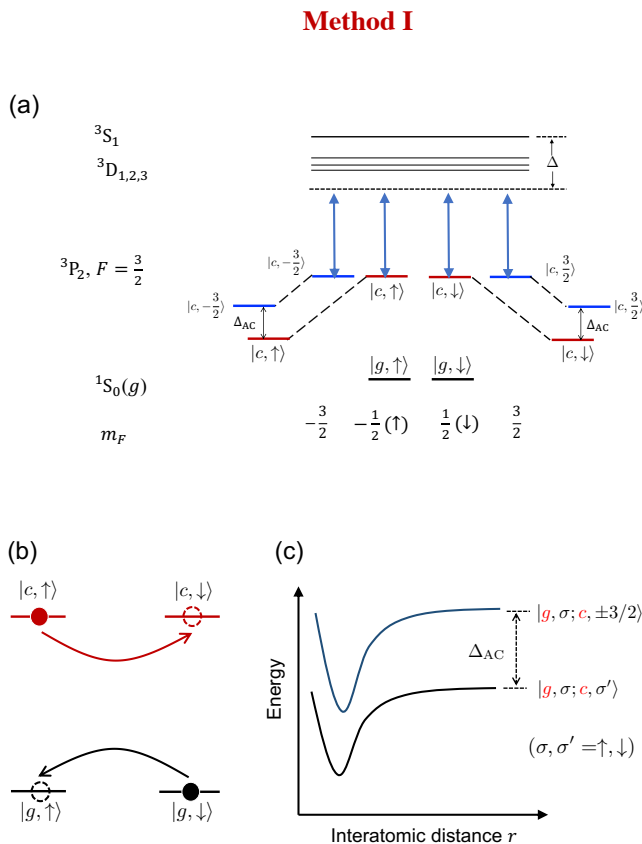 Method I
(a)
³S₁
³D₁,₂,₃
Δ
³P₂, F = 3/2
|c, −3/2⟩
|c, 3/2⟩
|c, −3/2⟩
|c, ↑⟩
|c, ↓⟩
|c, 3/2⟩
Δ_AC
Δ_AC
|c, ↑⟩
|c, ↓⟩
|g, ↑⟩
|g, ↓⟩
¹S₀(g)
m_F
−3/2
−1/2 (↑)
1/2 (↓)
3/2
(b)
|c, ↑⟩
|c, ↓⟩
|g, ↑⟩
|g, ↓⟩
(c)
Energy
|g, σ; c, ±3/2⟩
Δ_AC
|g, σ; c, σ′⟩
(σ, σ′ =↑, ↓)
Interatomic distance r